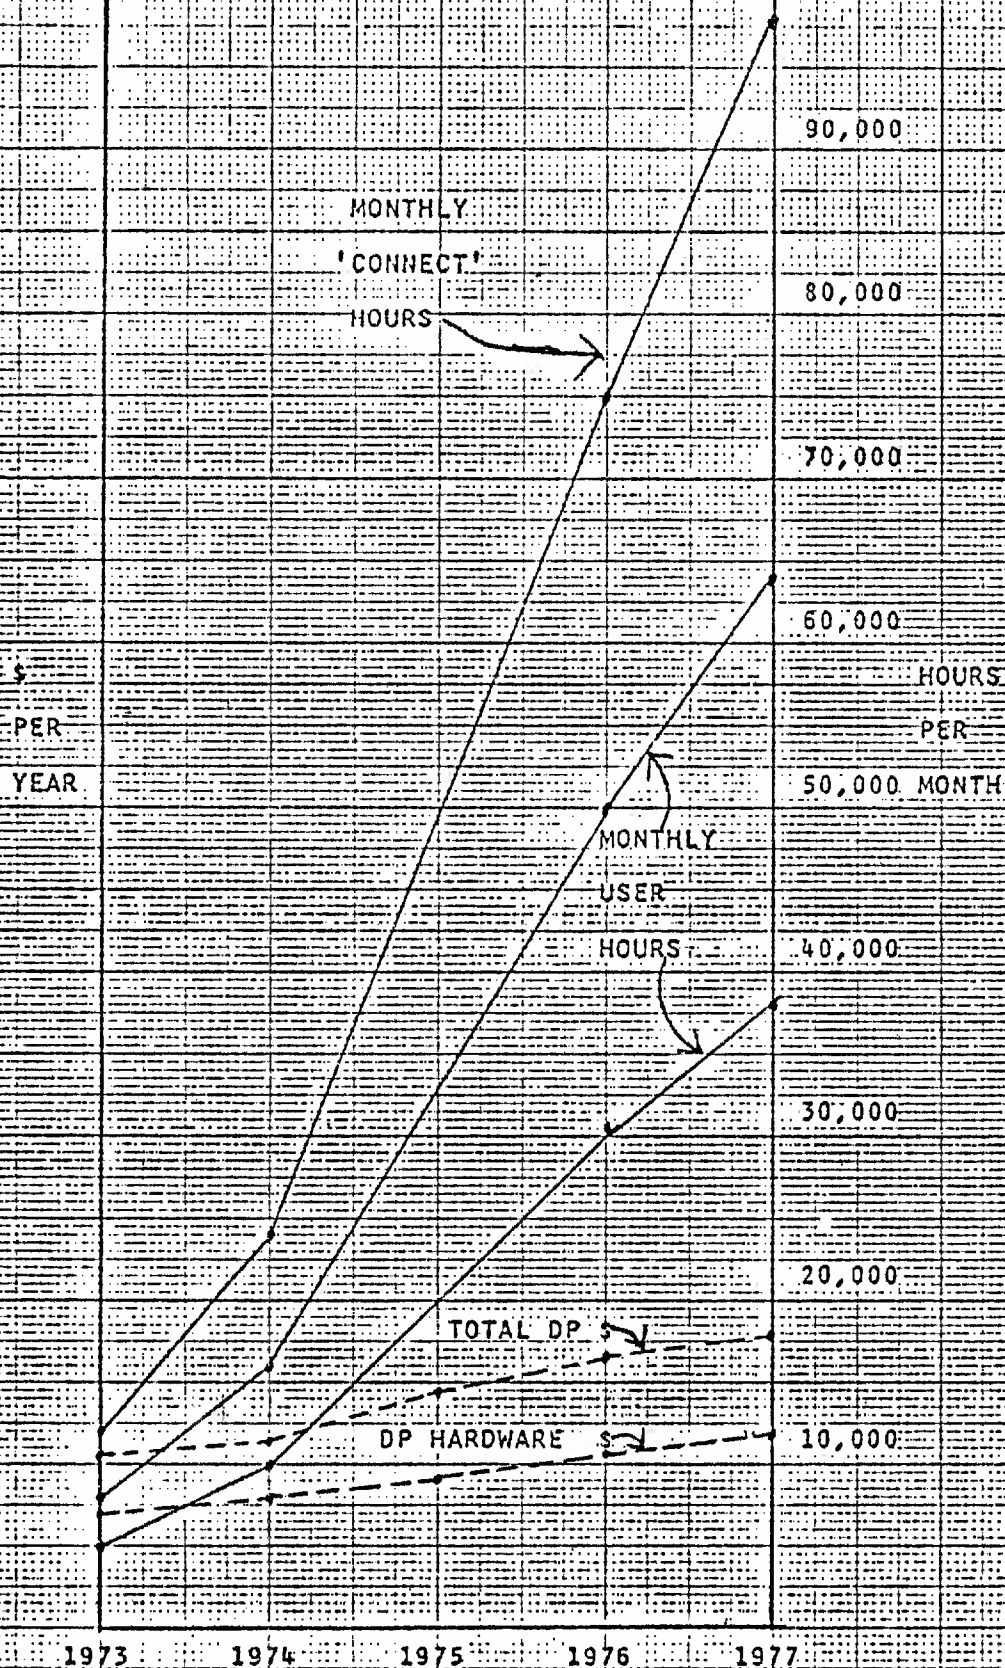 90,000
MONTHLY
'CONNECT'
HOURS
80,000
70,000
60,000
$
PER
YEAR
HOURS
PER
MONTH
50,000
MONTHLY
USER
HOURS
40,000
30,000
20,000
TOTAL DP $
DP HARDWARE $
10,000
1973 1974 1975 1976 1977